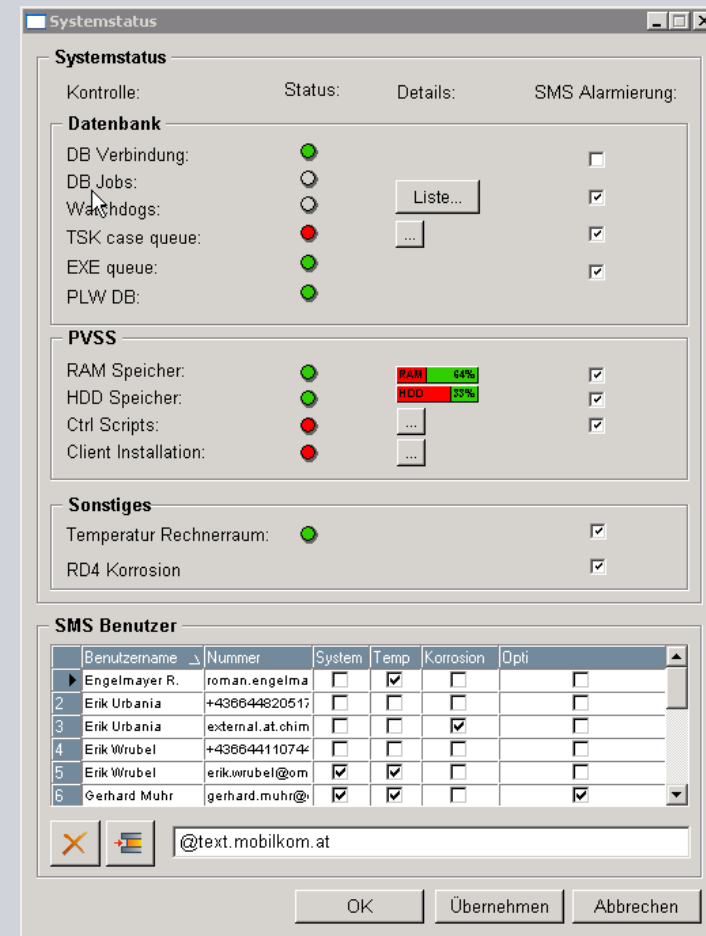 Systemstatus
Systemstatus
Kontrolle: Status: Details: SMS Alarmierung:
Datenbank
DB Verbindung:
DB Jobs:
Watchdogs: Liste...
TSK case queue: ...
EXE queue:
PLW DB:
PVSS
RAM Speicher: RAM 64%
HDD Speicher: HDD 33%
Ctrl Scripts: ...
Client Installation: ...
Sonstiges
Temperatur Rechnerraum:
RD4 Korrosion
SMS Benutzer
Benutzername Nummer System Temp Korrosion Opti
Engelmayer R. roman.engelma
2 Erik Urbania +436644820517
3 Erik Urbania external.at.chim
4 Erik Wrubel +43664411074
5 Erik Wrubel erik.wrubel@om
6 Gerhard Muhr gerhard.muhr@
@text.mobilkom.at
OK Übernehmen Abbrechen